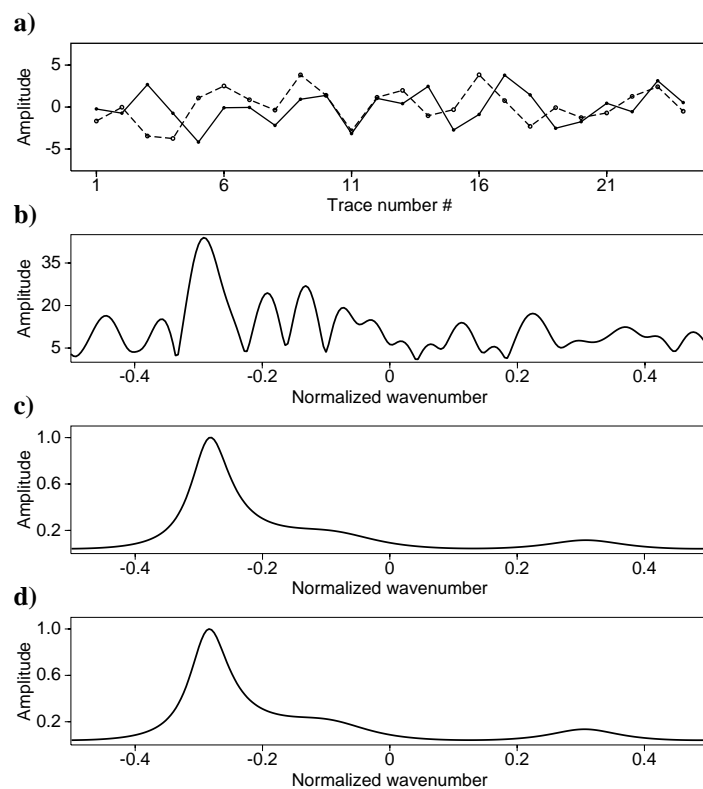 a)
5
0
-5
Amplitude
1 6 11 16 21
Trace number #
b)
35
20
5
Amplitude
-0.4 -0.2 0 0.2 0.4
Normalized wavenumber
c)
1.0
0.6
0.2
Amplitude
-0.4 -0.2 0 0.2 0.4
Normalized wavenumber
d)
1.0
0.6
0.2
Amplitude
-0.4 -0.2 0 0.2 0.4
Normalized wavenumber